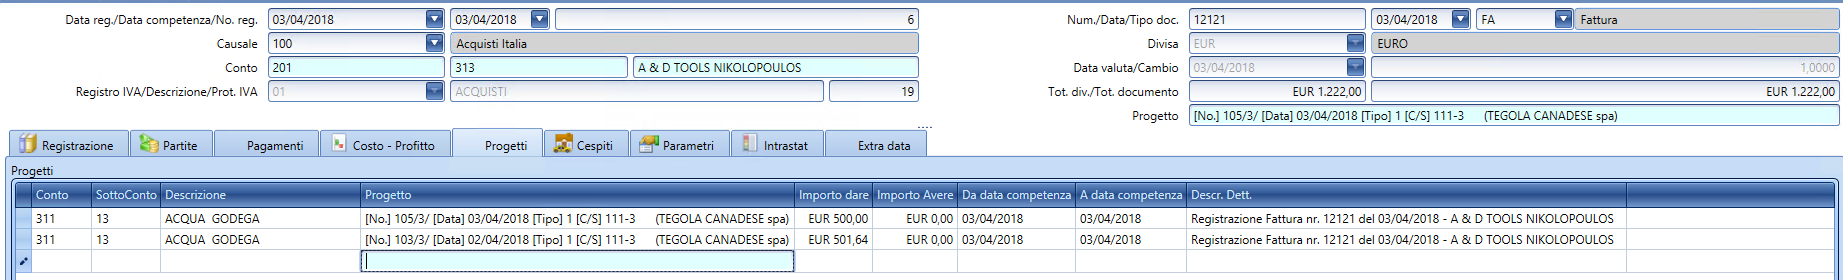 Data reg./Data competenza/No. reg. 03/04/2018 03/04/2018 6 Num./Data/Tipo doc. 12121 03/04/2018 FA Fattura
Causale 100 Acquisti Italia Divisa EUR EURO
Conto 201 313 A & D TOOLS NIKOLOPOULOS Data valuta/Cambio 03/04/2018 1,0000
Registro IVA/Descrizione/Prot. IVA 01 ACQUISTI 19 Tot. div./Tot. documento EUR 1.222,00 EUR 1.222,00
Progetto [No.] 105/3/ [Data] 03/04/2018 [Tipo] 1 [C/S] 111-3 (TEGOLA CANADESE spa)
Registrazione Partite Pagamenti Costo - Profitto Progetti Cespiti Parametri Intrastat Extra data
Progetti
Conto SottoConto Descrizione Progetto Importo dare Importo Avere Da data competenza A data competenza Descr. Dett.
311 13 ACQUA GODEGA [No.] 105/3/ [Data] 03/04/2018 [Tipo] 1 [C/S] 111-3 (TEGOLA CANADESE spa) EUR 500,00 EUR 0,00 03/04/2018 03/04/2018 Registrazione Fattura nr. 12121 del 03/04/2018 - A & D TOOLS NIKOLOPOULOS
311 13 ACQUA GODEGA [No.] 103/3/ [Data] 02/04/2018 [Tipo] 1 [C/S] 111-3 (TEGOLA CANADESE spa) EUR 501,64 EUR 0,00 03/04/2018 03/04/2018 Registrazione Fattura nr. 12121 del 03/04/2018 - A & D TOOLS NIKOLOPOULOS